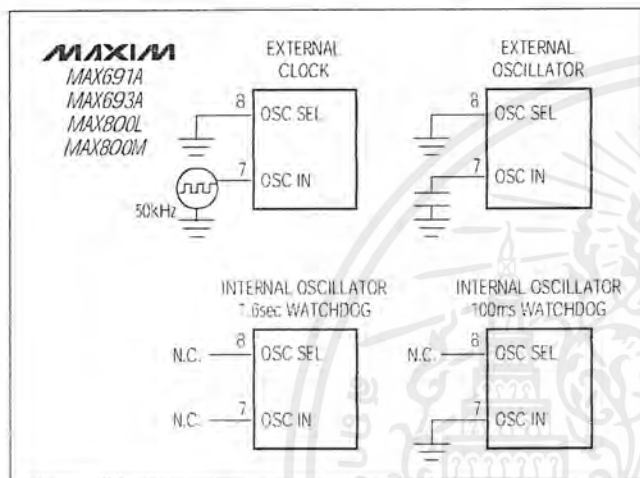 MAXIM
MAX691A
MAX693A
MAX800L
MAX800M
EXTERNAL
CLOCK
8
OSC SEL
7
OSC IN
50kHz
EXTERNAL
OSCILLATOR
8
OSC SEL
7
OSC IN
INTERNAL OSCILLATOR
1.6sec WATCHDOG
N.C.
8
OSC SEL
N.C.
7
OSC IN
INTERNAL OSCILLATOR
100ms WATCHDOG
N.C.
8
OSC SEL
7
OSC IN